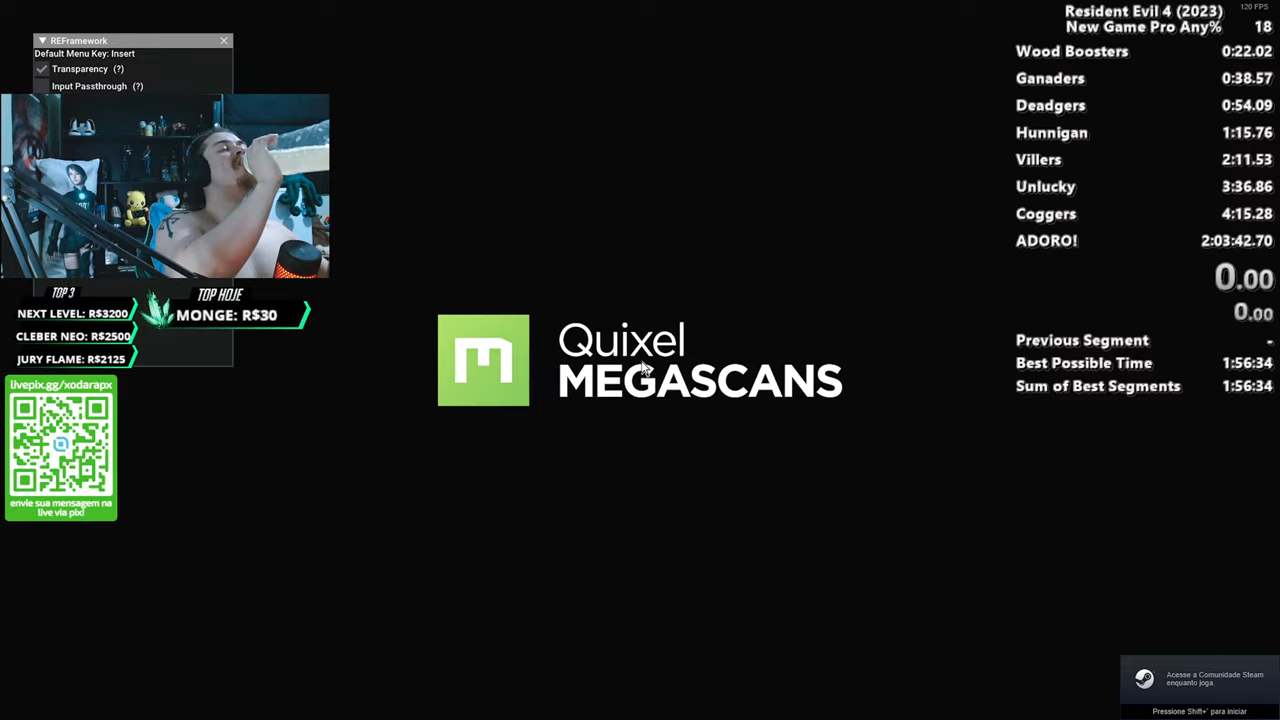 120 FPS
Resident Evil 4 (2023)
New Game Pro Any% 18
REFramework
Default Menu Key: Insert
Transparency (?)
Input Passthrough (?)
Wood Boosters 0:22.02
Ganaders 0:38.57
Deadgers 0:54.09
Hunnigan 1:15.76
Villers 2:11.53
Unlucky 3:36.86
Coggers 4:15.28
ADORO! 2:03:42.70
0.00
0.00
Previous Segment -
Best Possible Time 1:56:34
Sum of Best Segments 1:56:34
TOP 3
NEXT LEVEL: R$3200
CLEBER NEO: R$2500
JURY FLAME: R$2125
TOP HOJE
MONGE: R$30
livepix.gg/xodarapx
envie sua mensagem na
live via pix!
Quixel
MEGASCANS
Acesse a Comunidade Steam
enquanto joga.
Pressione Shift+' para iniciar